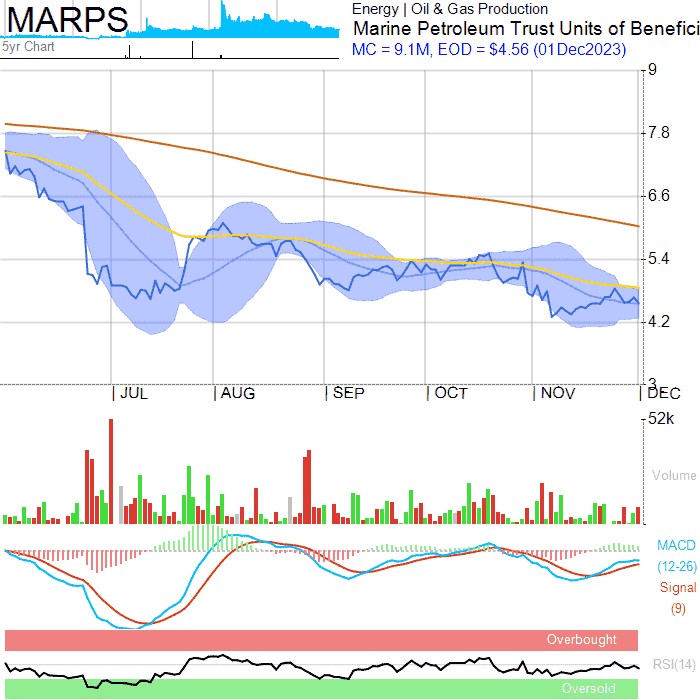 MARPS
Energy | Oil & Gas Production
Marine Petroleum Trust Units of Benefici
5yr Chart
MC = 9.1M, EOD = $4.56 (01Dec2023)
9
7.8
6.6
5.4
4.2
3
JUL AUG SEP OCT NOV DEC
52k
Volume
MACD
(12-26)
Signal
(9)
Overbought
RSI(14)
Oversold